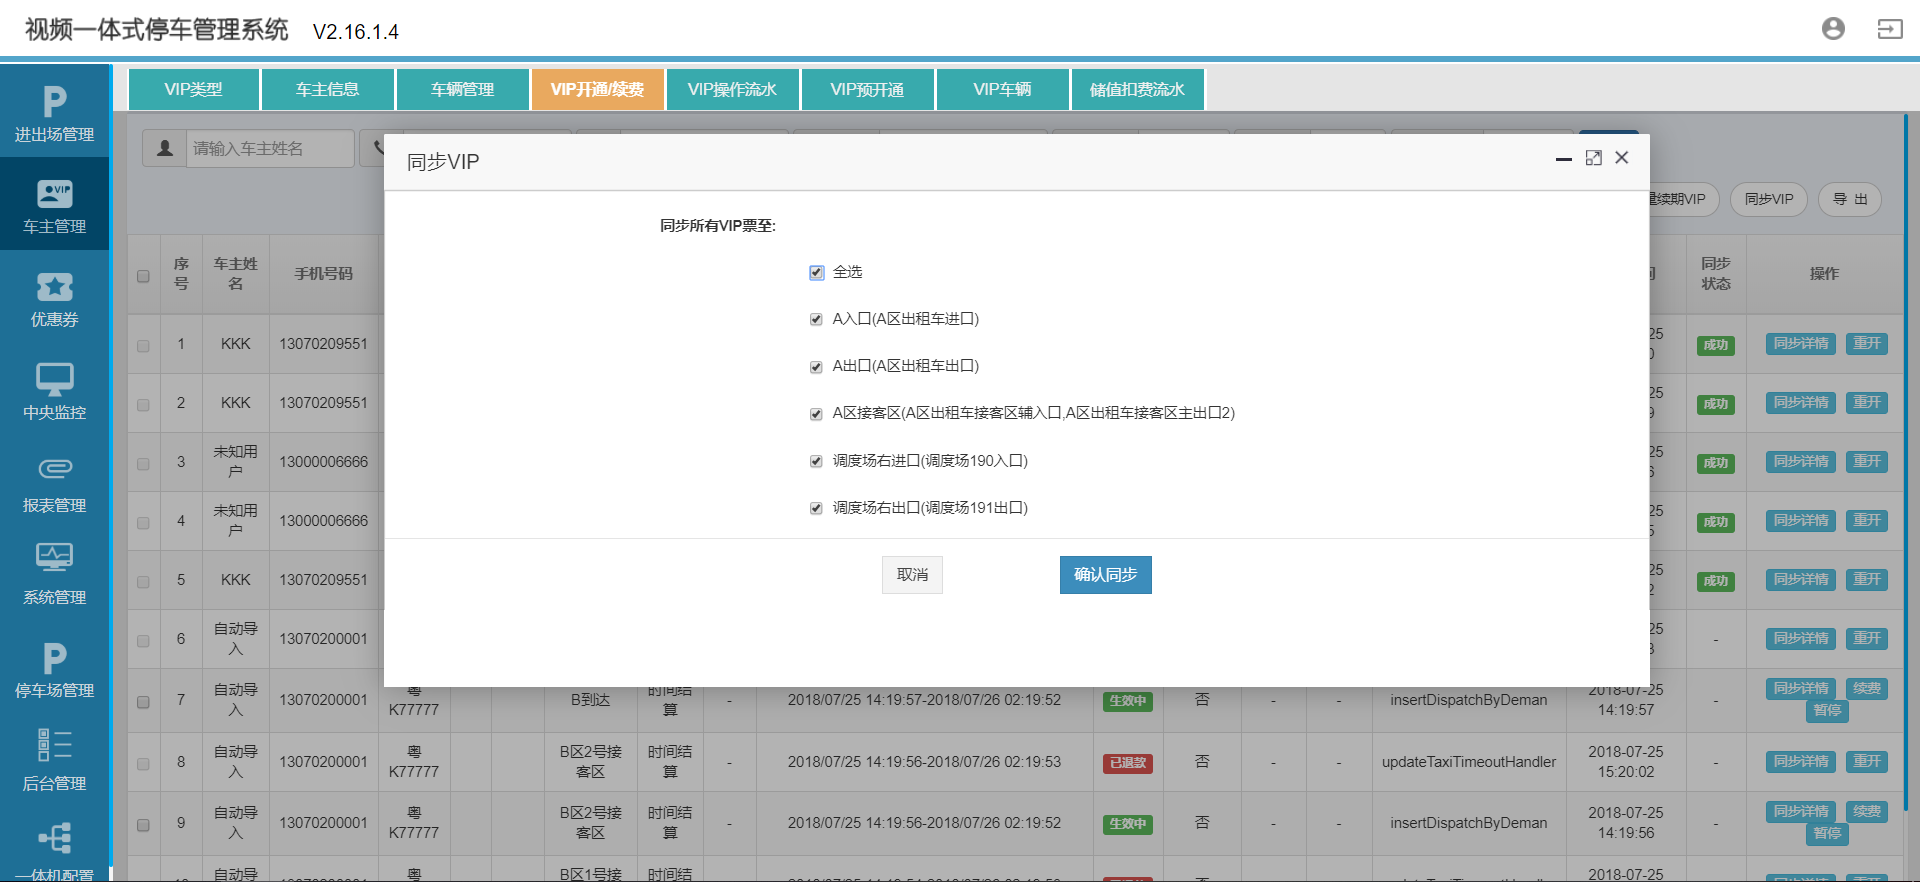 视频一体式停车管理系统 V2.16.1.4
VIP类型 车主信息 车辆管理 VIP开通/续费 VIP操作流水 VIP预开通 VIP车辆 储值扣费流水
进出场管理
车主管理
优惠券
中央监控
报表管理
系统管理
停车场管理
后台管理
一体机配置
请输入车主姓名
续期VIP 同步VIP 导 出
同步VIP
同步所有VIP票至:
全选
A入口(A区出租车进口)
A出口(A区出租车出口)
A区接客区(A区出租车接客区辅入口,A区出租车接客区主出口2)
调度场右进口(调度场190入口)
调度场右出口(调度场191出口)
取消 确认同步
序号 车主姓名 手机号码 同步状态 操作
1 KKK 13070209551 成功 同步详情 重开
2 KKK 13070209551 成功 同步详情 重开
3 未知用户 13000006666 成功 同步详情 重开
4 未知用户 13000006666 成功 同步详情 重开
5 KKK 13070209551 成功 同步详情 重开
6 自动导入 13070200001 - 同步详情 重开
7 自动导入 13070200001 粤K77777 B到达 时间结算 - 2018/07/25 14:19:57-2018/07/26 02:19:52 生效中 否 - - insertDispatchByDeman 2018-07-25 14:19:57 - 同步详情 续费 暂停
8 自动导入 13070200001 粤K77777 B区2号接客区 时间结算 - 2018/07/25 14:19:56-2018/07/26 02:19:53 已退款 否 - - updateTaxiTimeoutHandler 2018-07-25 15:20:02 - 同步详情 重开
9 自动导入 13070200001 粤K77777 B区2号接客区 时间结算 - 2018/07/25 14:19:56-2018/07/26 02:19:52 生效中 否 - - insertDispatchByDeman 2018-07-25 14:19:56 - 同步详情 续费 暂停
自动导 粤 B区1号接 时间结 2018-07-25